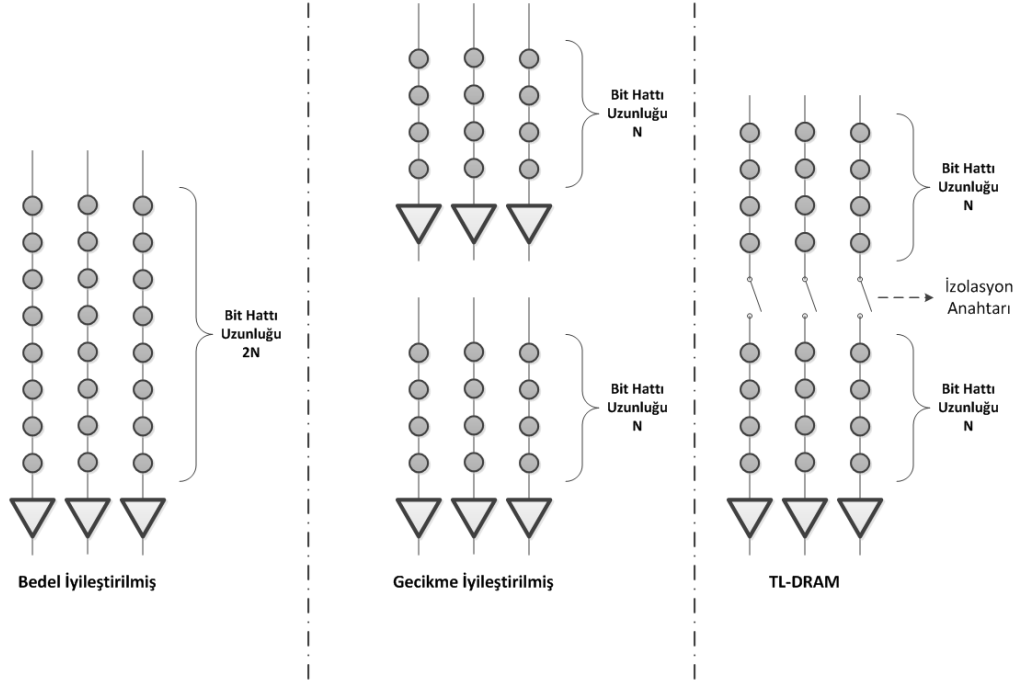 Bit Hattı
Uzunluğu
2N
Bedel İyileştirilmiş
Bit Hattı
Uzunluğu
N
Bit Hattı
Uzunluğu
N
Gecikme İyileştirilmiş
Bit Hattı
Uzunluğu
N
İzolasyon
Anahtarı
Bit Hattı
Uzunluğu
N
TL-DRAM